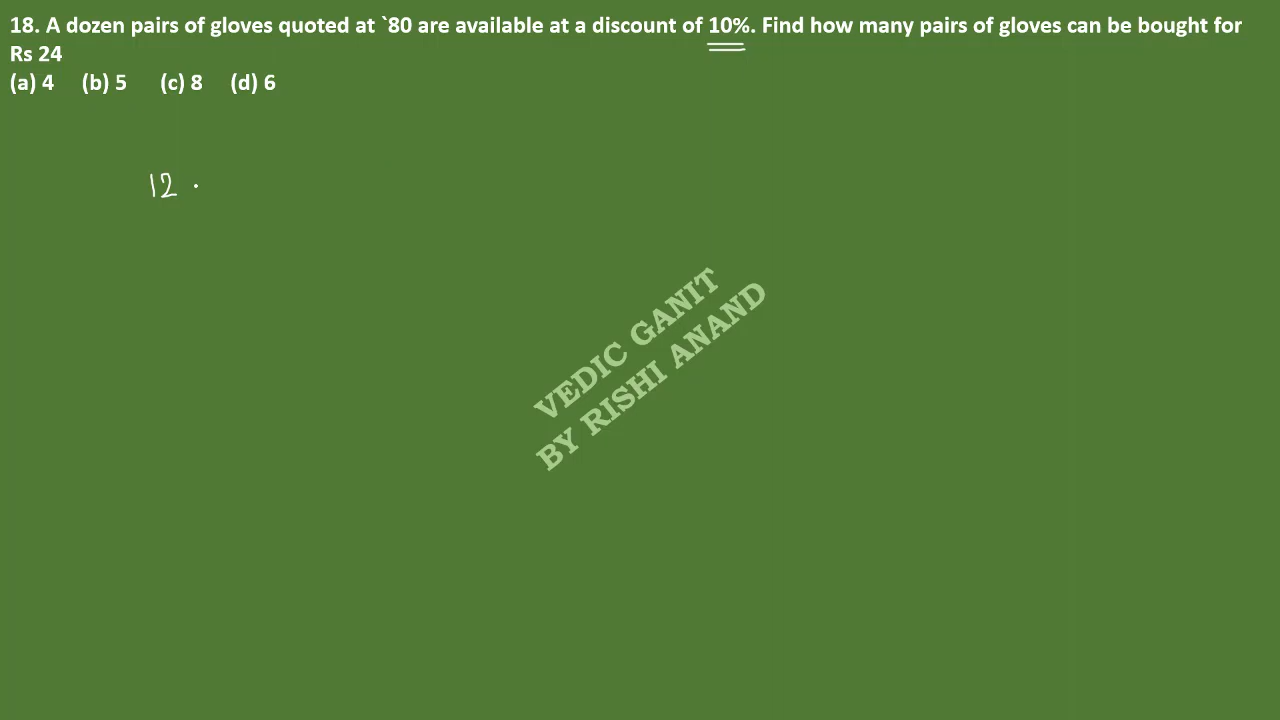 18. A dozen pairs of gloves quoted at `80 are available at a discount of 10%. Find how many pairs of gloves can be bought for
Rs 24
(a) 4 (b) 5 (c) 8 (d) 6
12 .
VEDIC GANIT
BY RISHI ANAND